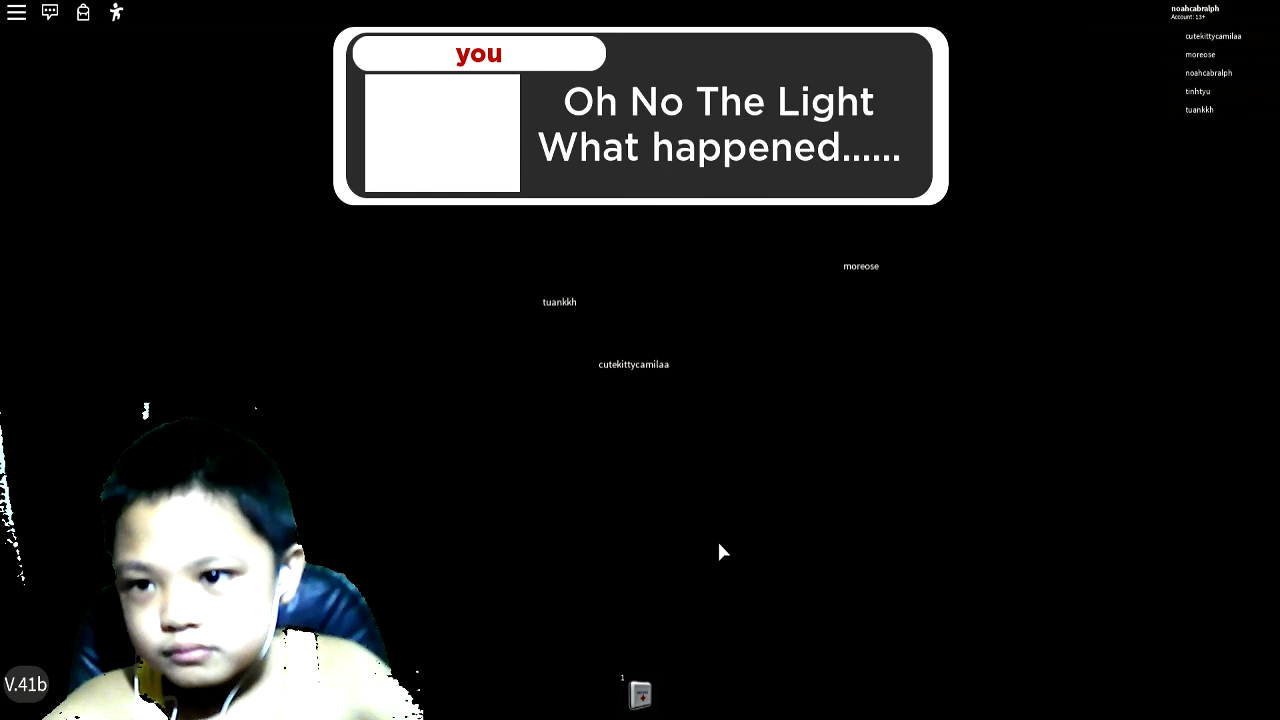 noahcabralph
Account: 13+
cutekittycamilaa
moreose
noahcabralph
tinhtyu
tuankkh
you
Oh No The Light
What happened......
moreose
tuankkh
cutekittycamilaa
V.41b
1